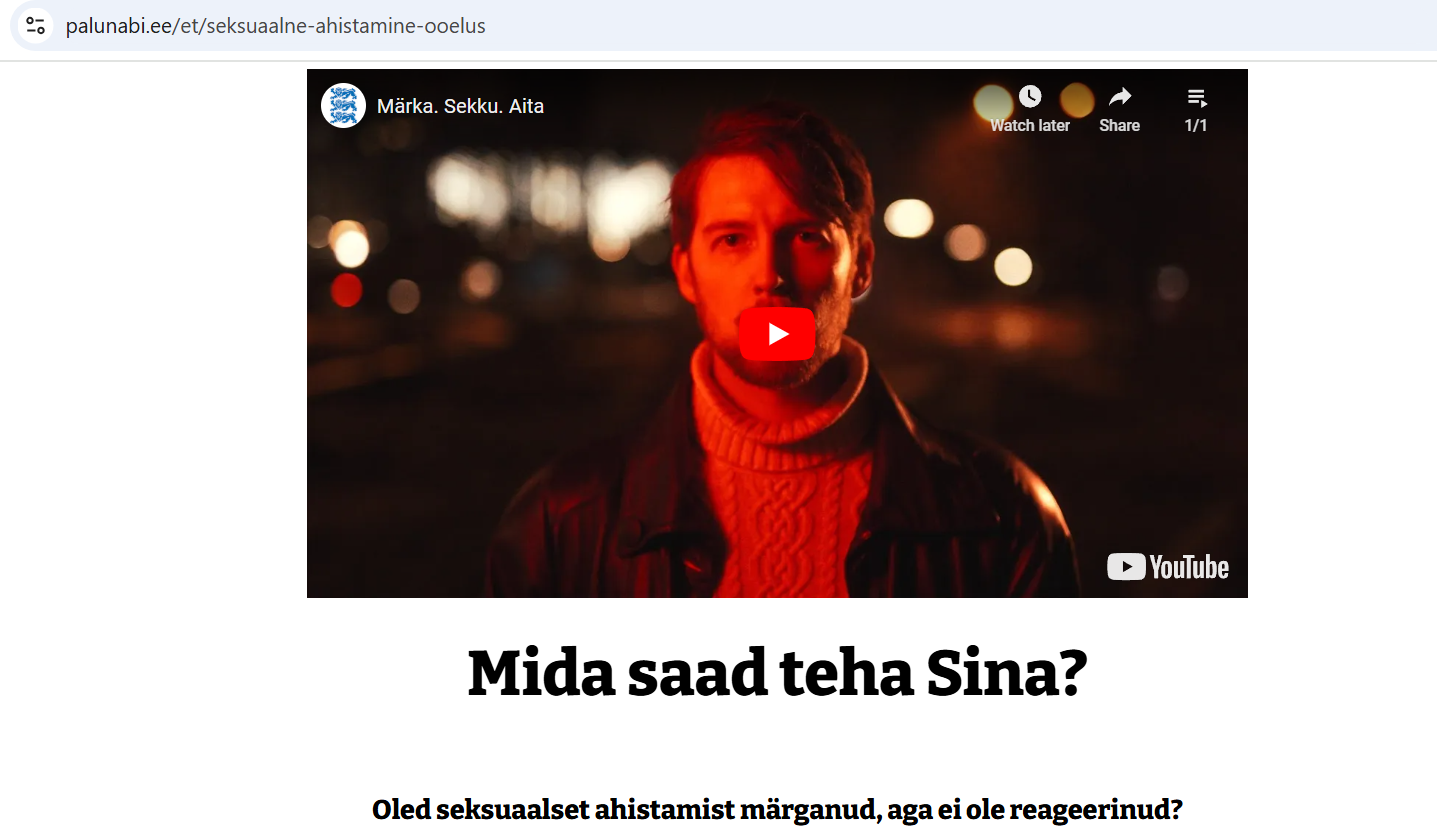 palunabi.ee/et/seksuaalne-ahistamine-ooelus
Märka. Sekku. Aita
Watch later
Share
1/1
YouTube
Mida saad teha Sina?
Oled seksuaalset ahistamist märganud, aga ei ole reageerinud?